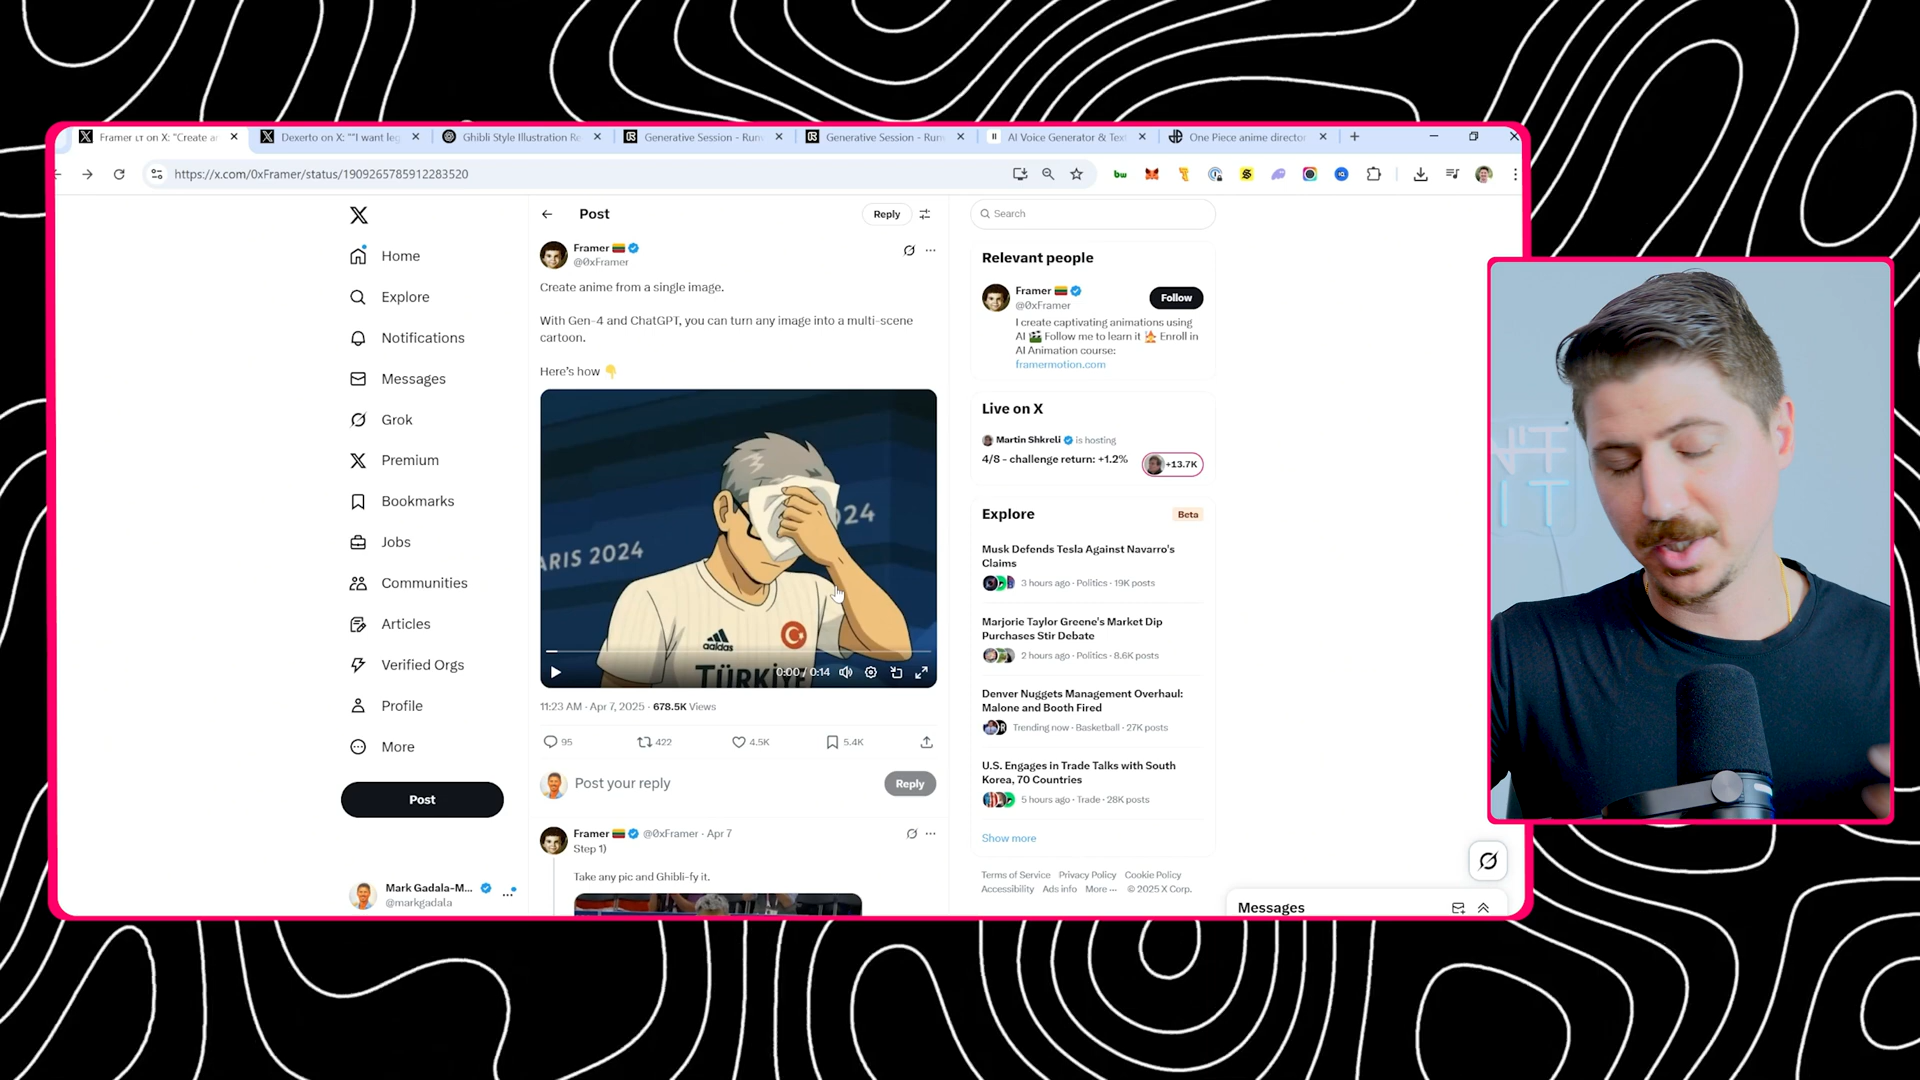 Framer LT on X: "Create a
Dexerto on X: ""I want leg
Ghibli Style Illustration Re
Generative Session - Run
Generative Session - Run
AI Voice Generator & Text
One Piece anime director
https://x.com/0xFramer/status/1909265785912283520
Post
Reply
Search
Home
Explore
Notifications
Messages
Grok
Premium
Bookmarks
Jobs
Communities
Articles
Verified Orgs
Profile
More
Post
Mark Gadala-M...
@markgadala
Framer
@0xFramer
Create anime from a single image.
With Gen-4 and ChatGPT, you can turn any image into a multi-scene
cartoon.
Here's how
ARIS 2024
024
adidas
TÜRKİYE
0:00 / 0:14
11:23 AM · Apr 7, 2025 · 678.5K Views
95
422
4.5K
5.4K
Post your reply
Reply
Framer @0xFramer · Apr 7
Step 1)
Take any pic and Ghibli-fy it.
Relevant people
Framer
@0xFramer
Follow
I create captivating animations using
AI Follow me to learn it Enroll in
AI Animation course:
framermotion.com
Live on X
Martin Shkreli is hosting
4/8 - challenge return: +1.2%
+13.7K
Explore
Beta
Musk Defends Tesla Against Navarro's
Claims
3 hours ago · Politics · 19K posts
Marjorie Taylor Greene's Market Dip
Purchases Stir Debate
2 hours ago · Politics · 8.6K posts
Denver Nuggets Management Overhaul:
Malone and Booth Fired
Trending now · Basketball · 27K posts
U.S. Engages in Trade Talks with South
Korea, 70 Countries
5 hours ago · Trade · 28K posts
Show more
Terms of Service Privacy Policy Cookie Policy
Accessibility Ads info More ··· © 2025 X Corp.
Messages